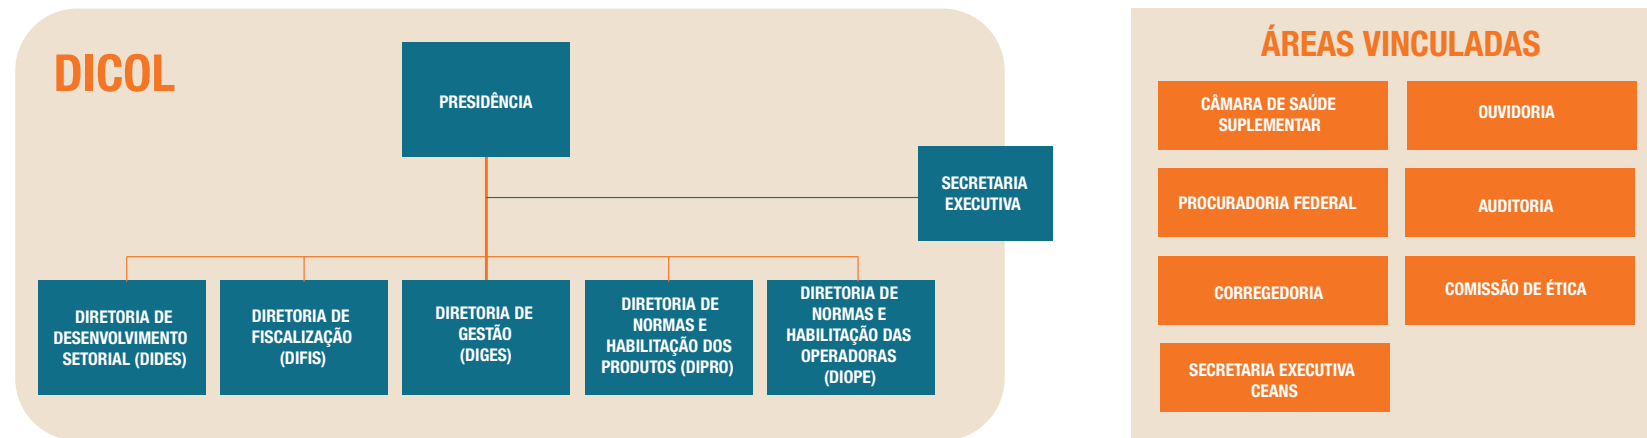 DICOL
PRESIDÊNCIA
SECRETARIA
EXECUTIVA
DIRETORIA DE
DESENVOLVIMENTO
SETORIAL (DIDES)
DIRETORIA DE
FISCALIZAÇÃO
(DIFIS)
DIRETORIA DE
GESTÃO
(DIGES)
DIRETORIA DE
NORMAS E
HABILITAÇÃO DOS
PRODUTOS (DIPRO)
DIRETORIA DE
NORMAS E
HABILITAÇÃO DAS
OPERADORAS
(DIOPE)
ÁREAS VINCULADAS
CÂMARA DE SAÚDE
SUPLEMENTAR
OUVIDORIA
PROCURADORIA FEDERAL
AUDITORIA
CORREGEDORIA
COMISSÃO DE ÉTICA
SECRETARIA EXECUTIVA
CEANS